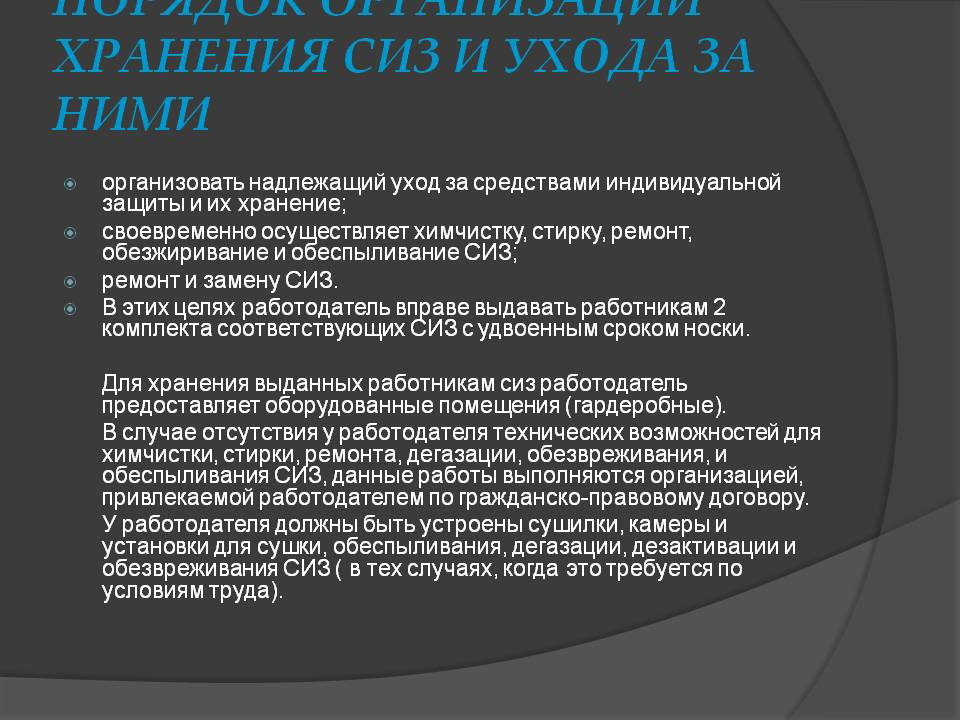 ПОРЯДОК ОРГАНИЗАЦИИ
ХРАНЕНИЯ СИЗ И УХОДА ЗА
НИМИ
организовать надлежащий уход за средствами индивидуальной
защиты и их хранение;
своевременно осуществляет химчистку, стирку, ремонт,
обезжиривание и обеспыливание СИЗ;
ремонт и замену СИЗ.
В этих целях работодатель вправе выдавать работникам 2
комплекта соответствующих СИЗ с удвоенным сроком носки.
Для хранения выданных работникам сиз работодатель
предоставляет оборудованные помещения (гардеробные).
В случае отсутствия у работодателя технических возможностей для
химчистки, стирки, ремонта, дегазации, обезвреживания, и
обеспыливания СИЗ, данные работы выполняются организацией,
привлекаемой работодателем по гражданско-правовому договору.
У работодателя должны быть устроены сушилки, камеры и
установки для сушки, обеспыливания, дегазации, дезактивации и
обезвреживания СИЗ ( в тех случаях, когда это требуется по
условиям труда).